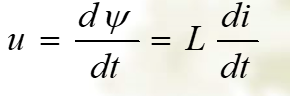 u = dψ/dt = L di/dt